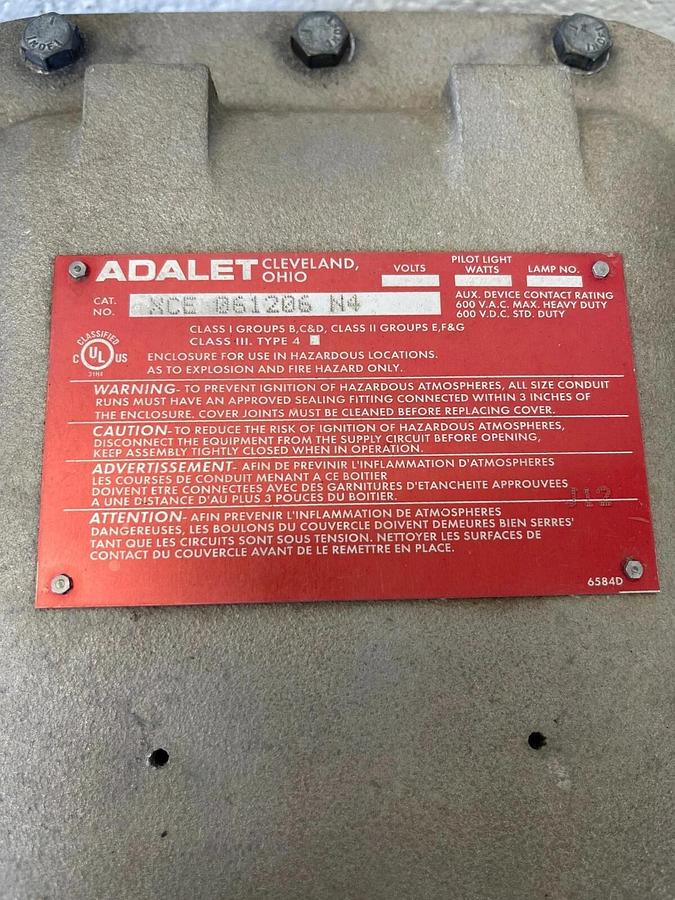 ADALET CLEVELAND, OHIO
VOLTS
PILOT LIGHT WATTS
LAMP NO.
CAT. NO. XCE 061206 N4
AUX. DEVICE CONTACT RATING
600 V.A.C. MAX. HEAVY DUTY
600 V.D.C. STD. DUTY
CLASS I GROUPS B,C&D, CLASS II GROUPS E,F&G
CLASS III. TYPE 4
CLASSIFIED
C UL US
31H4
ENCLOSURE FOR USE IN HAZARDOUS LOCATIONS.
AS TO EXPLOSION AND FIRE HAZARD ONLY.
WARNING- TO PREVENT IGNITION OF HAZARDOUS ATMOSPHERES, ALL SIZE CONDUIT
RUNS MUST HAVE AN APPROVED SEALING FITTING CONNECTED WITHIN 3 INCHES OF
THE ENCLOSURE. COVER JOINTS MUST BE CLEANED BEFORE REPLACING COVER.
CAUTION- TO REDUCE THE RISK OF IGNITION OF HAZARDOUS ATMOSPHERES,
DISCONNECT THE EQUIPMENT FROM THE SUPPLY CIRCUIT BEFORE OPENING,
KEEP ASSEMBLY TIGHTLY CLOSED WHEN IN OPERATION.
ADVERTISSEMENT- AFIN DE PREVINIR L'INFLAMMATION D'ATMOSPHERES
LES COURSES DE CONDUIT MENANT A CE BOITIER
DOIVENT ETRE CONNECTEES AVEC DES GARNITURES D'ETANCHEITE APPROUVEES
A UNE DISTANCE D'AU PLUS 3 POUCES DU BOITIER.
J12
ATTENTION- AFIN PREVENIR L'INFLAMMATION DE ATMOSPHERES
DANGEREUSES, LES BOULONS DU COUVERCLE DOIVENT DEMEURES BIEN SERRES'
TANT QUE LES CIRCUITS SONT SOUS TENSION. NETTOYER LES SURFACES DE
CONTACT DU COUVERCLE AVANT DE LE REMETTRE EN PLACE.
6584D